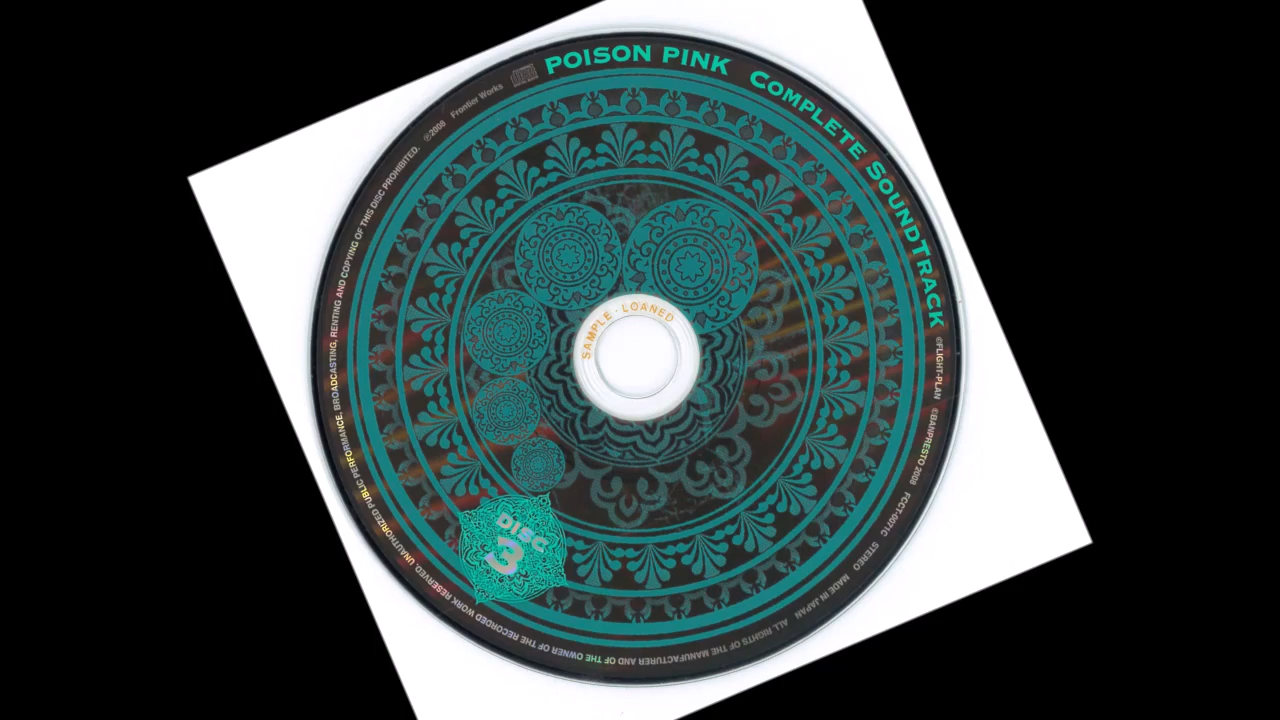 POISON PINK COMPLETE SOUNDTRACK
©FLIGHT-PLAN ©BANPRESTO 2008 FCCT-0071C STEREO MADE IN JAPAN ALL RIGHTS OF THE MANUFACTURER AND OF THE OWNER OF THE RECORDED WORK RESERVED. UNAUTHORIZED PUBLIC PERFORMANCE, BROADCASTING, RENTING AND COPYING OF THIS DISC PROHIBITED. ℗2008 Frontier Works
SAMPLE · LOANED
DISC
3